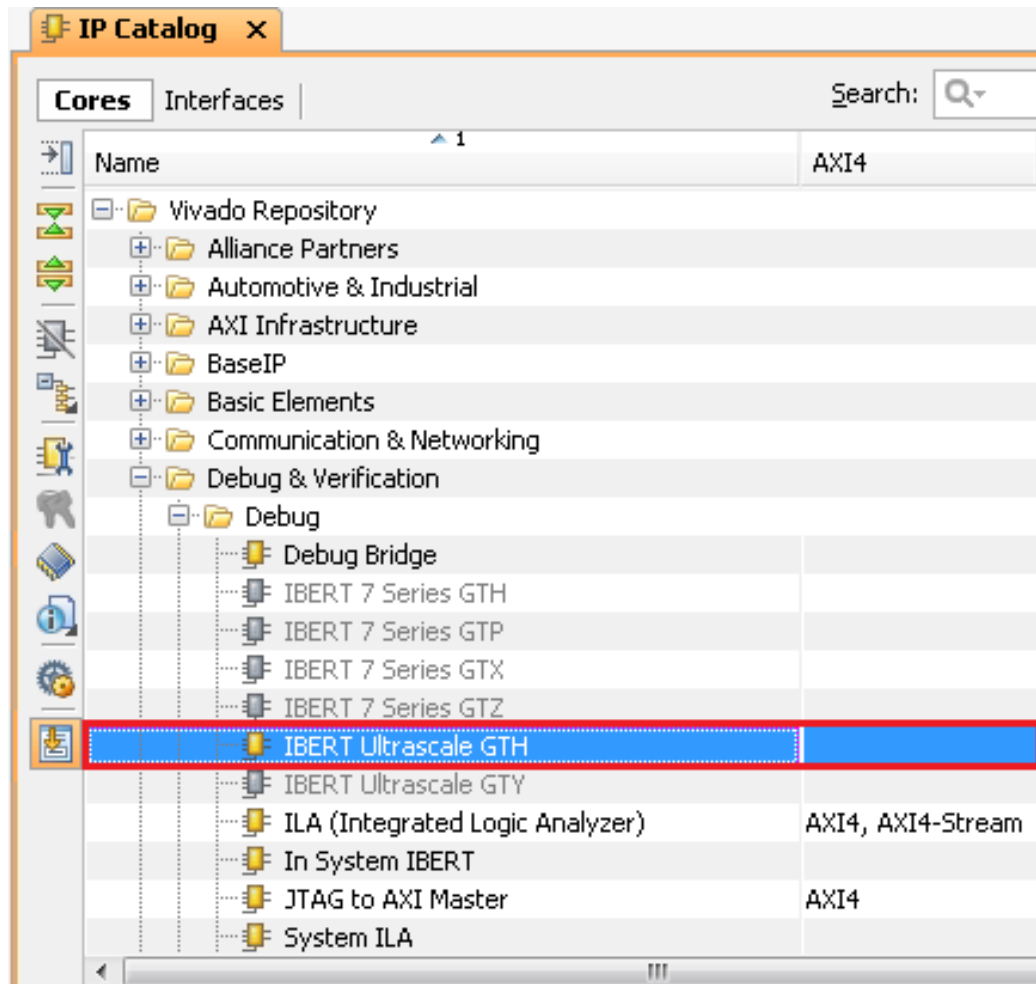 IP Catalog
Cores Interfaces Search:
1
Name AXI4
Vivado Repository
Alliance Partners
Automotive & Industrial
AXI Infrastructure
BaseIP
Basic Elements
Communication & Networking
Debug & Verification
Debug
Debug Bridge
IBERT 7 Series GTH
IBERT 7 Series GTP
IBERT 7 Series GTX
IBERT 7 Series GTZ
IBERT Ultrascale GTH
IBERT Ultrascale GTY
ILA (Integrated Logic Analyzer) AXI4, AXI4-Stream
In System IBERT
JTAG to AXI Master AXI4
System ILA